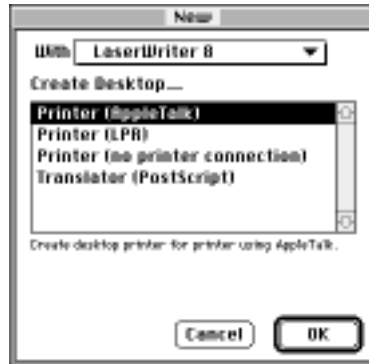 New
With LaserWriter 8
Create Desktop...
Printer (AppleTalk)
Printer (LPR)
Printer (no printer connection)
Translator (PostScript)
Create desktop printer for printer using AppleTalk.
Cancel OK